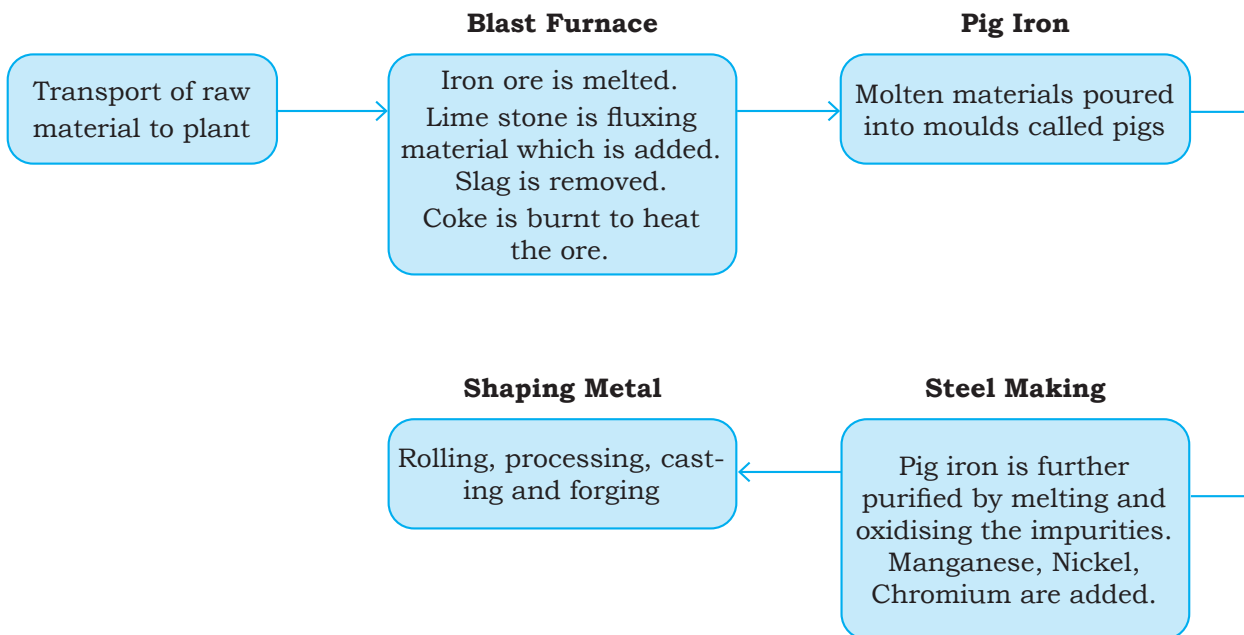 Transport of raw
material to plant
Blast Furnace
Iron ore is melted.
Lime stone is fluxing
material which is added.
Slag is removed.
Coke is burnt to heat
the ore.
Pig Iron
Molten materials poured
into moulds called pigs
Steel Making
Pig iron is further
purified by melting and
oxidising the impurities.
Manganese, Nickel,
Chromium are added.
Shaping Metal
Rolling, processing, cast-
ing and forging